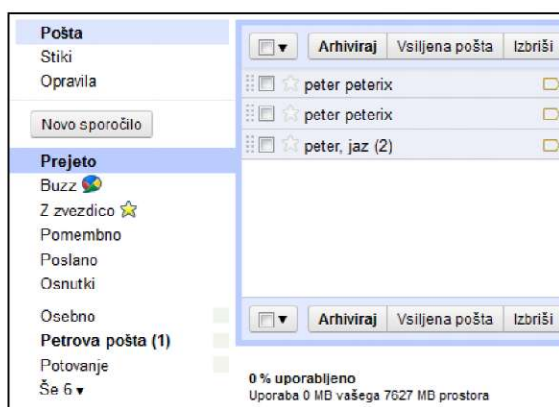 Pošta
Stiki
Opravila
Novo sporočilo
Prejeto
Buzz
Z zvezdico
Pomembno
Poslano
Osnutki
Osebno
Petrova pošta (1)
Potovanje
Še 6
Arhiviraj Vsiljena pošta Izbriši
peter peterix
peter peterix
peter, jaz (2)
Arhiviraj Vsiljena pošta Izbriši
0 % uporabljeno
Uporaba 0 MB vašega 7627 MB prostora